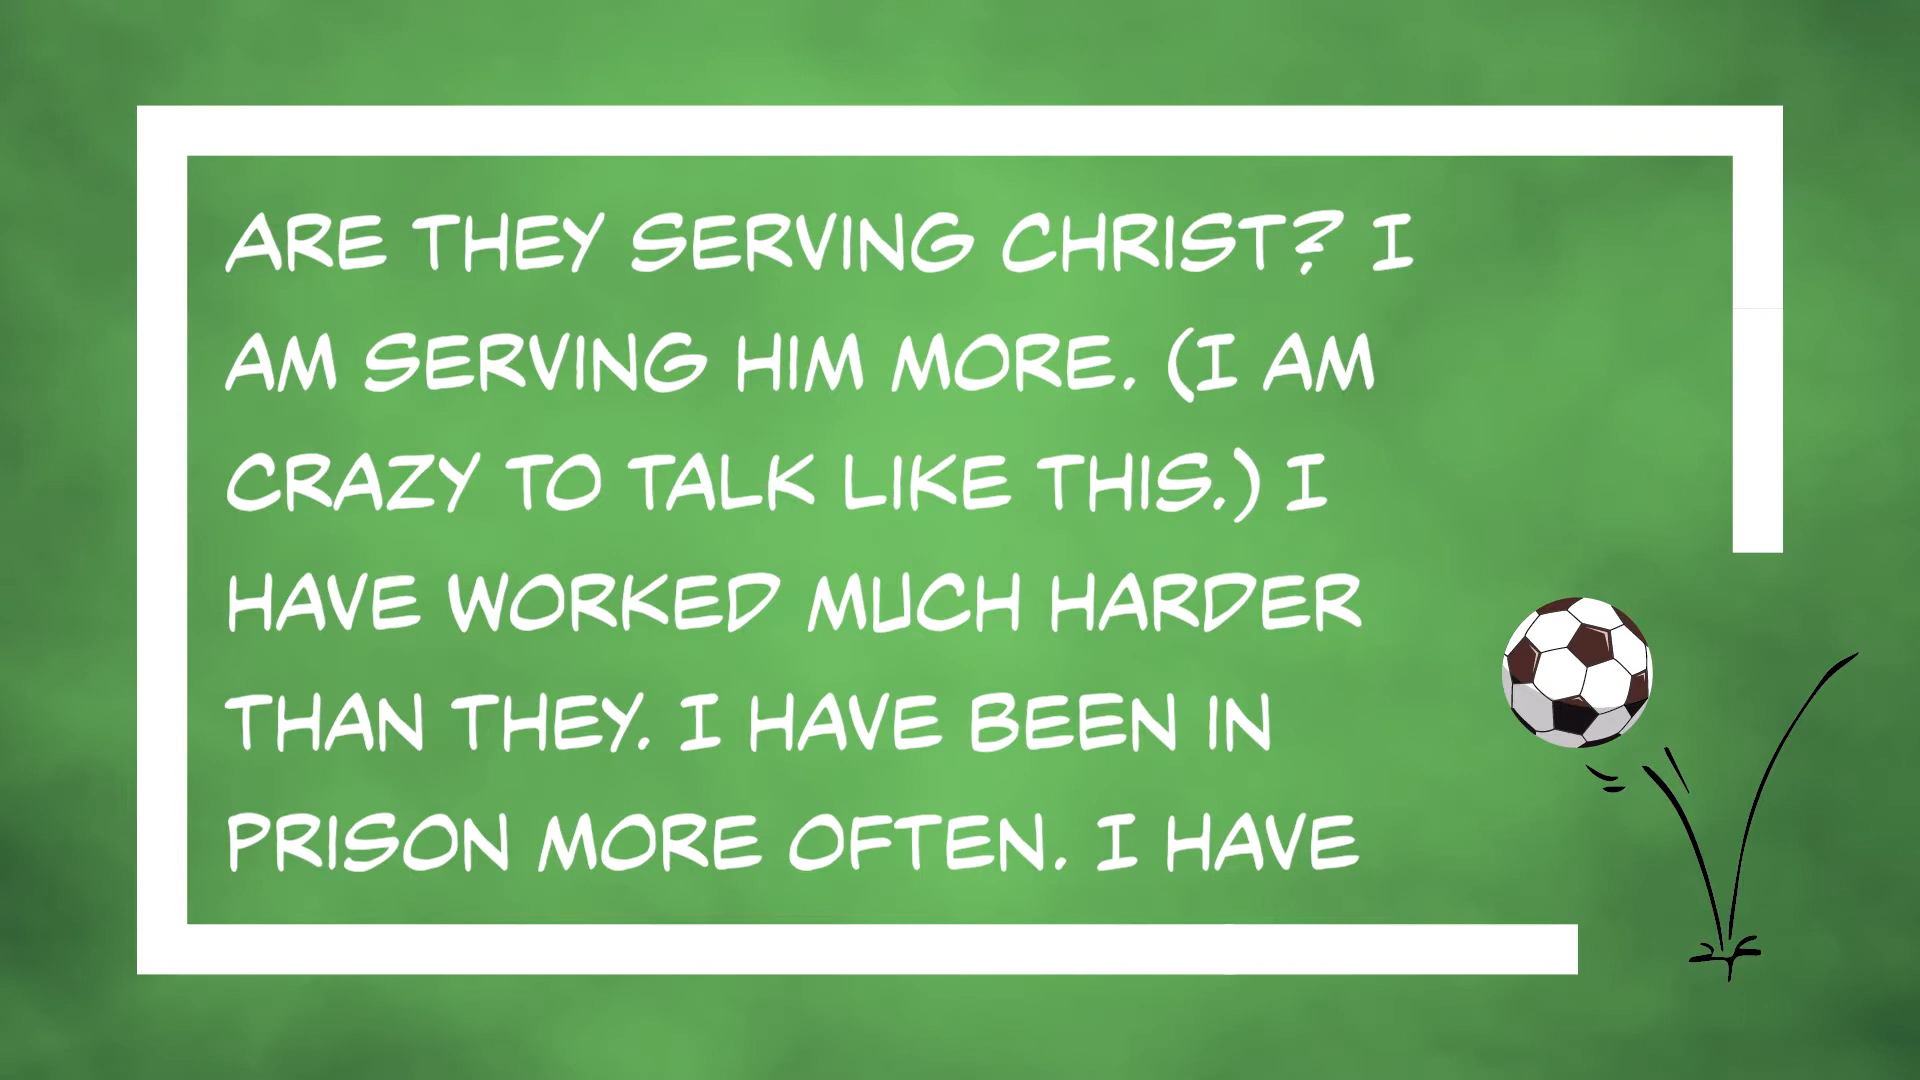 ARE THEY SERVING CHRIST? I
AM SERVING HIM MORE. (I AM
CRAZY TO TALK LIKE THIS.) I
HAVE WORKED MUCH HARDER
THAN THEY. I HAVE BEEN IN
PRISON MORE OFTEN. I HAVE